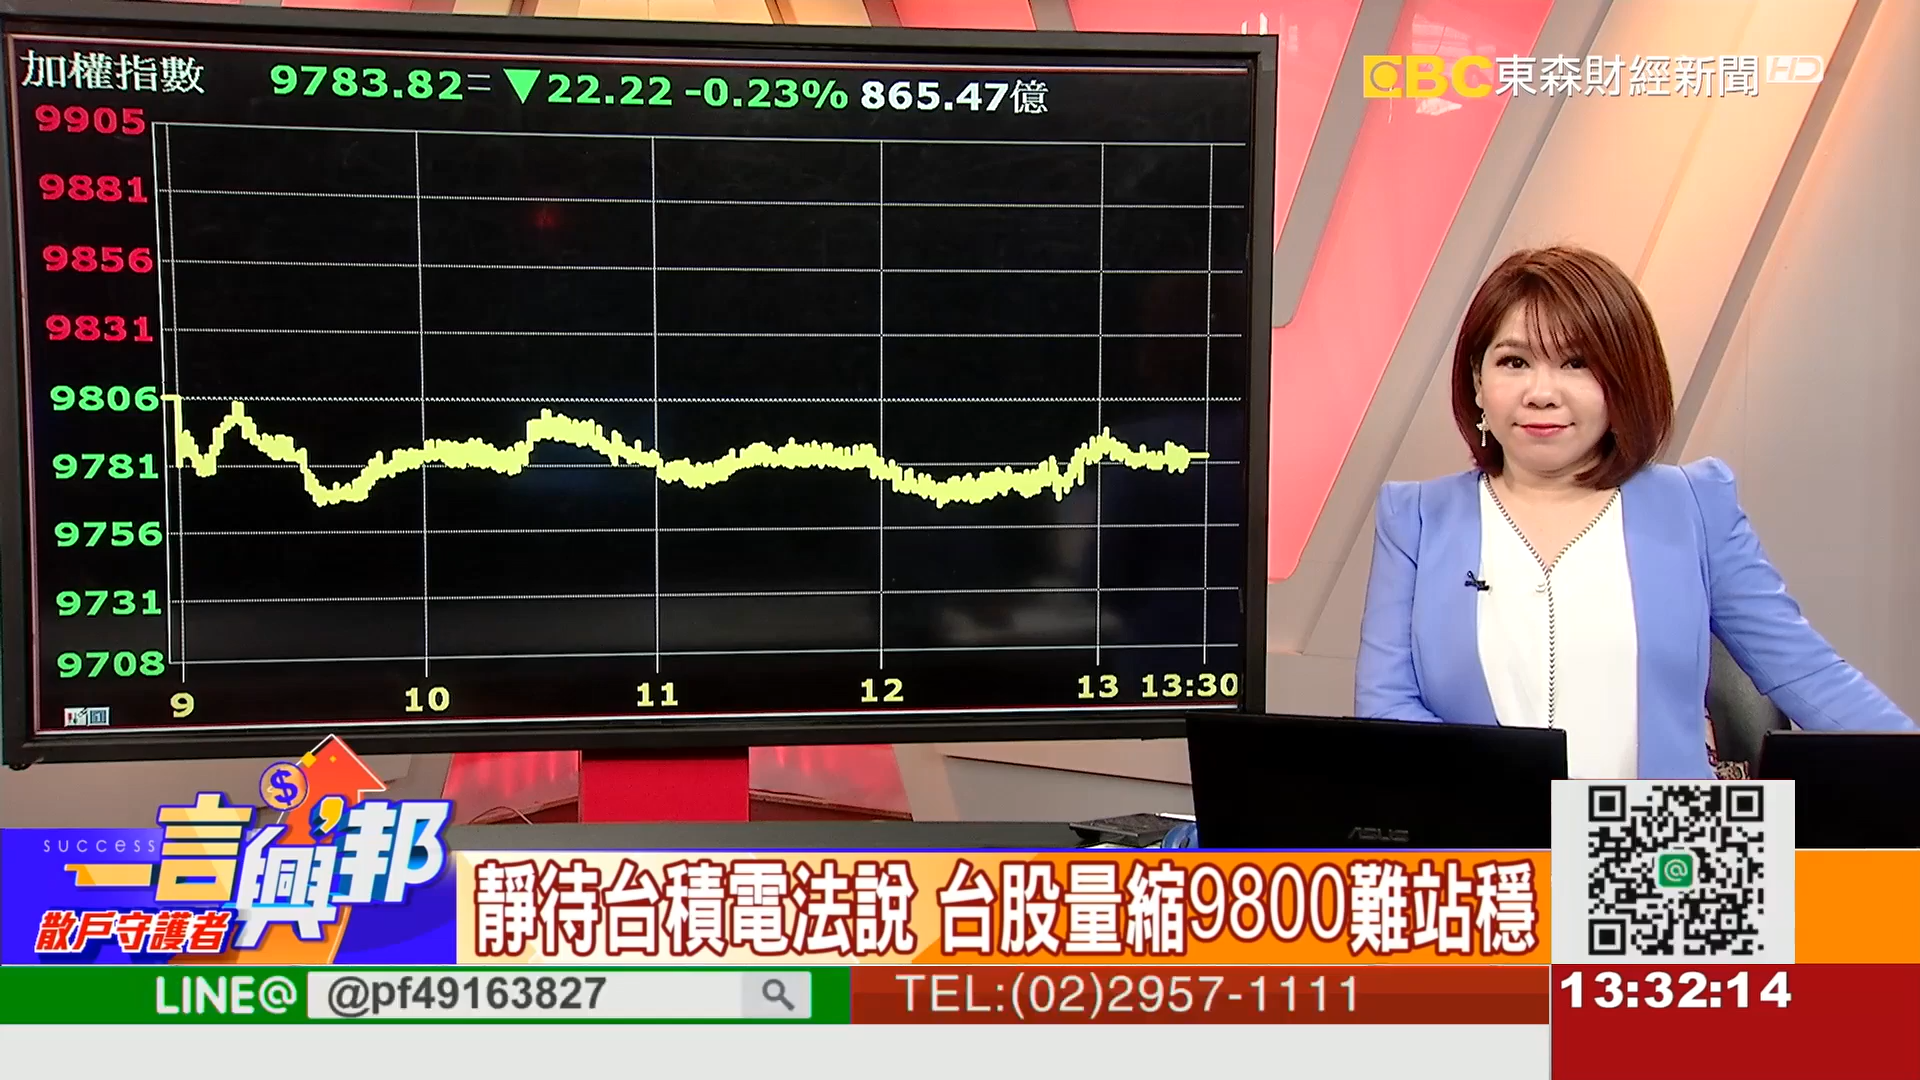 加權指數 9783.82= ▼22.22 -0.23% 865.47億
9905
9881
9856
9831
9806
9781
9756
9731
9708
9 10 11 12 13 13:30
EBC 東森財經新聞 HD
ASUS
success
一言興邦
散戶守護者
靜待台積電法說 台股量縮9800難站穩
LINE@ @pf49163827
TEL:(02)2957-1111
13:32:14